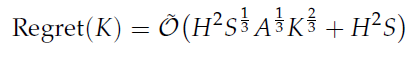 Regret(K) = Õ(H²S^{1/3}A^{1/3}K^{2/3} + H²S)